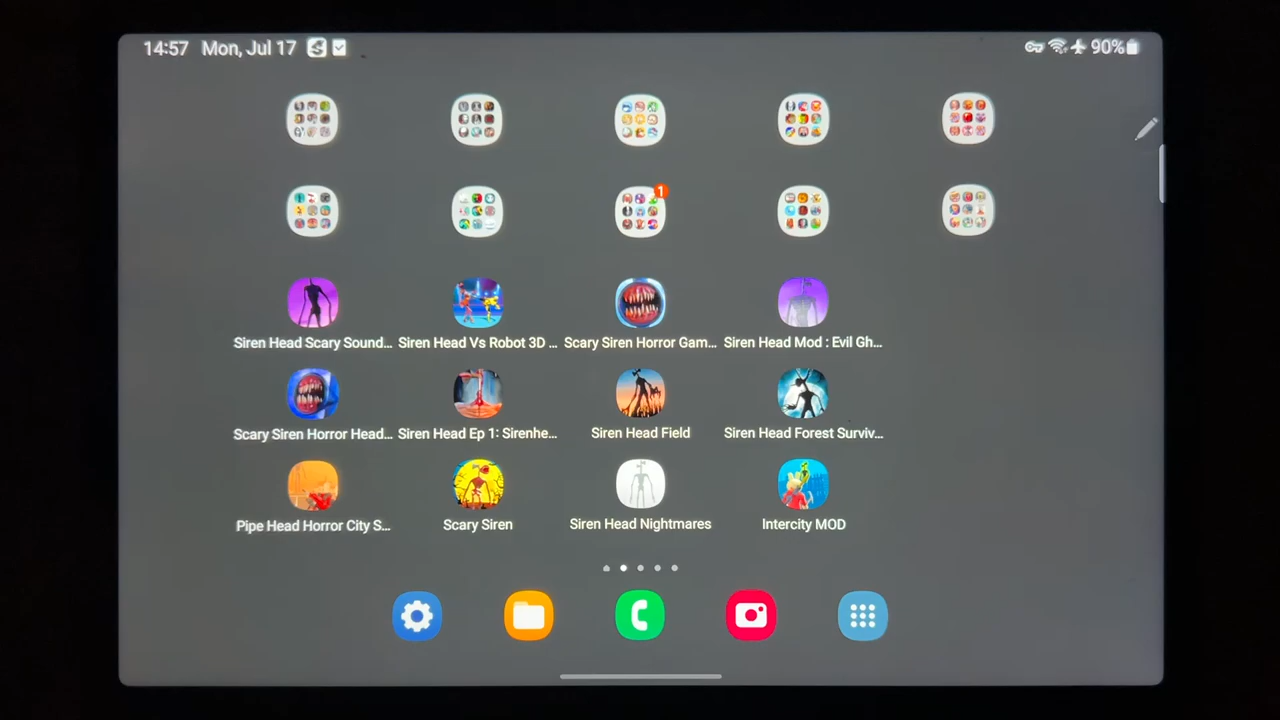 14:57 Mon, Jul 17
90%
1
Siren Head Scary Sound...
Siren Head Vs Robot 3D ...
Scary Siren Horror Gam...
Siren Head Mod : Evil Gh...
Scary Siren Horror Head...
Siren Head Ep 1: Sirenhe...
Siren Head Field
Siren Head Forest Surviv...
Pipe Head Horror City S...
Scary Siren
Siren Head Nightmares
Intercity MOD